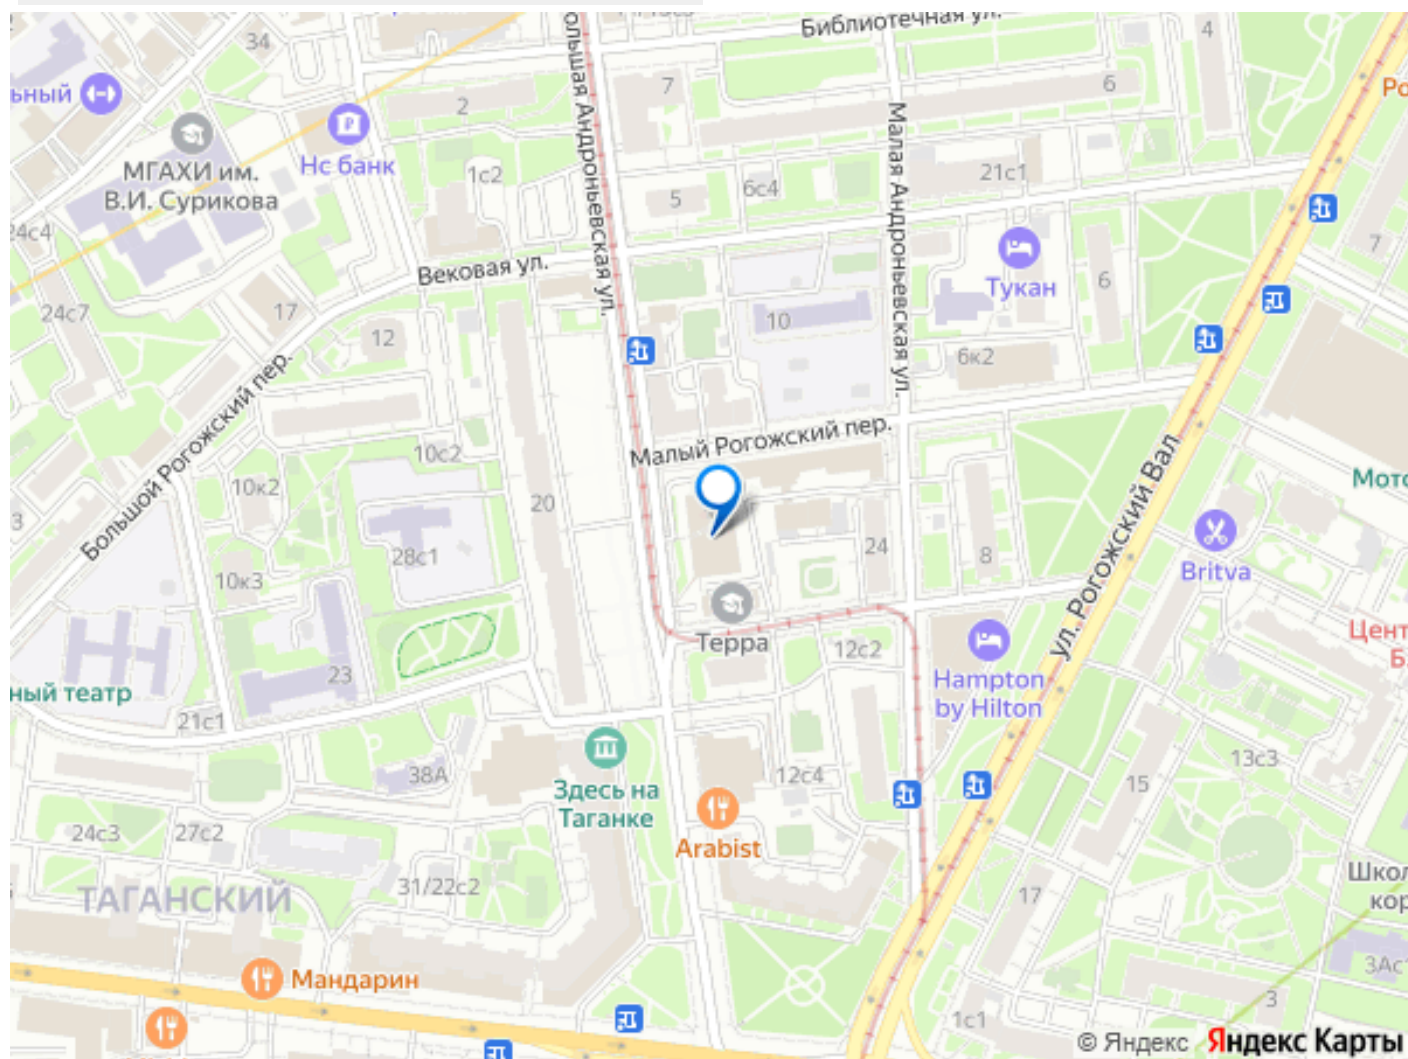 Библиотечная ул.
34
4
ьный
7
6
2
МГАХИ им.
В.И. Сурикова
Нс банк
1с2
Большая Андроньевская ул.
Малая Андроньевская ул.
21с1
6с4
5
24с4
7
Вековая ул.
Тукан
6
24с7
17
12
10
6к2
Большой Рогожский пер.
Малый Рогожский пер.
10с2
10к2
20
28с1
24
8
10к3
ул. Рогожский Вал
Britva
Терра
12с2
Hampton
by Hilton
23
ный театр
21с1
38А
Здесь на
Таганке
12с4
15
13с3
Arabist
24с3
27с2
31/22с2
ТАГАНСКИЙ
17
Мандарин
3
1с1
© Яндекс Яндекс Карты